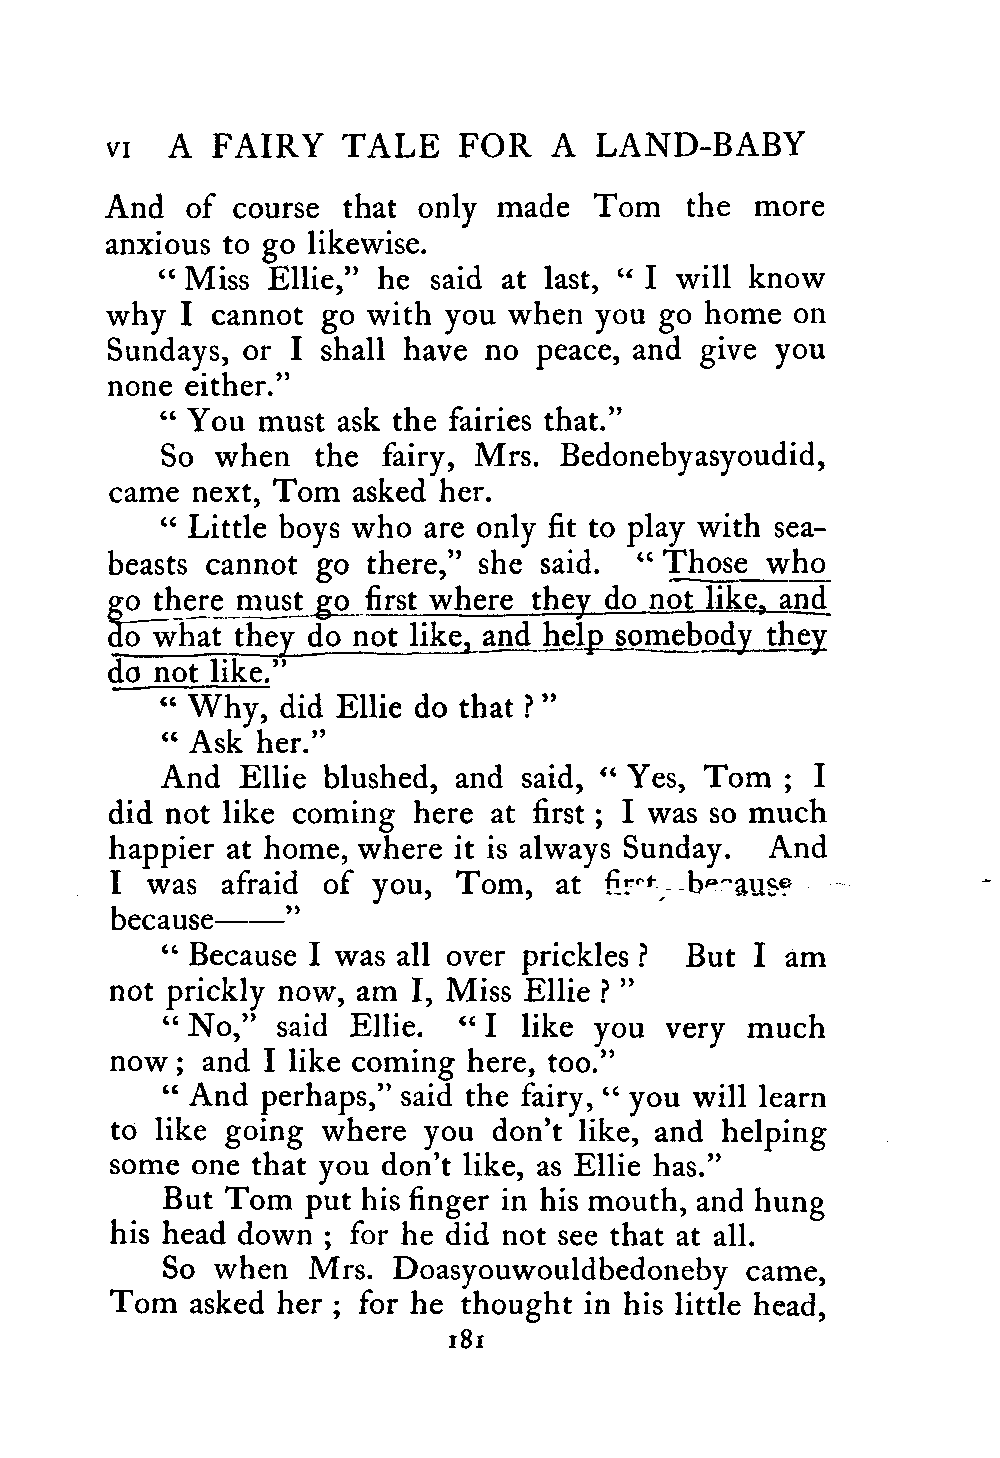 VI A FAIRY TALE FOR A LAND-BABY
And of course that only made Tom the more
anxious to go likewise.
“Miss Ellie,” he said at last, “I will know
why I cannot go with you when you go home on
Sundays, or I shall have no peace, and give you
none either.”
“You must ask the fairies that.”
So when the fairy, Mrs. Bedonebyasyoudid,
came next, Tom asked her.
“Little boys who are only fit to play with sea-
beasts cannot go there,” she said. “Those who
go there must go first where they do not like, and
do what they do not like, and help somebody they
do not like.”
“Why, did Ellie do that?”
“Ask her.”
And Ellie blushed, and said, “Yes, Tom; I
did not like coming here at first; I was so much
happier at home, where it is always Sunday. And
I was afraid of you, Tom, at first, because
because——”
“Because I was all over prickles? But I am
not prickly now, am I, Miss Ellie?”
“No,” said Ellie. “I like you very much
now; and I like coming here, too.”
“And perhaps,” said the fairy, “you will learn
to like going where you don't like, and helping
some one that you don't like, as Ellie has.”
But Tom put his finger in his mouth, and hung
his head down; for he did not see that at all.
So when Mrs. Doasyouwouldbedoneby came,
Tom asked her; for he thought in his little head,
181